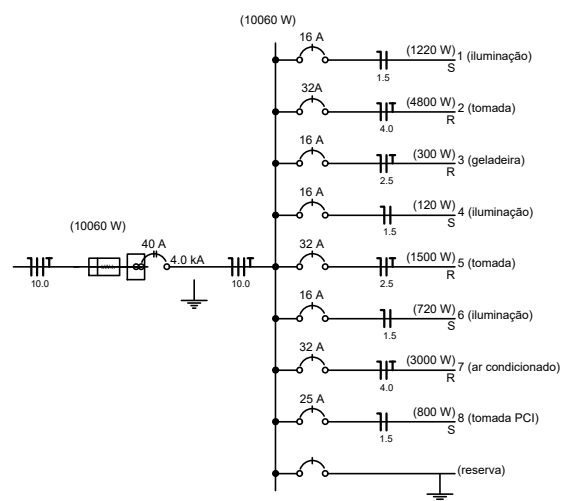 (10060 W)
16 A
(1220 W) 1 (iluminação)
1.5 S
32A
(4800 W) 2 (tomada)
4.0 R
16 A
(300 W) 3 (geladeira)
2.5 R
16 A
(120 W) 4 (iluminação)
1.5 S
(10060 W)
40 A
4.0 kA
10.0
10.0
32 A
(1500 W) 5 (tomada)
2.5 R
16 A
(720 W) 6 (iluminação)
1.5 S
32 A
(3000 W) 7 (ar condicionado)
4.0 R
25 A
(800 W) 8 (tomada PCI)
1.5 S
(reserva)